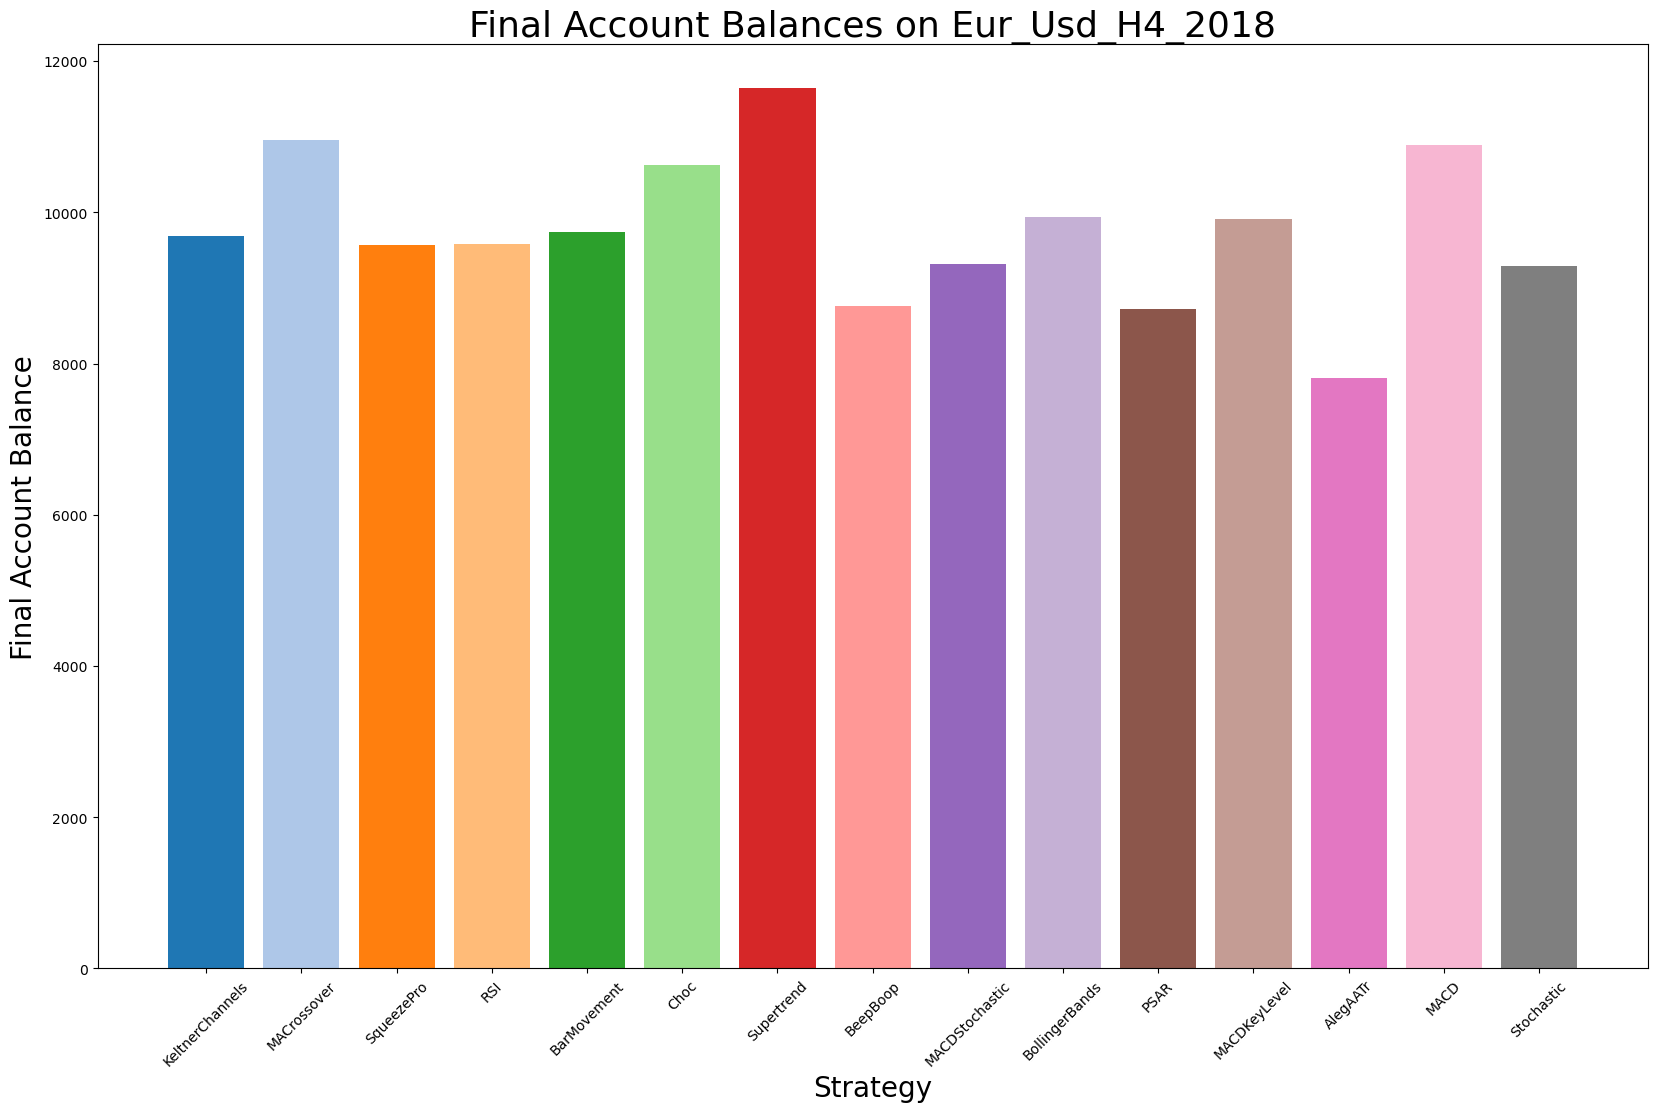 Final Account Balances on Eur_Usd_H4_2018
Final Account Balance
12000
10000
8000
6000
4000
2000
0
KeltnerChannels
MACrossover
SqueezePro
RSI
BarMovement
Choc
Supertrend
BeepBoop
MACDStochastic
BollingerBands
PSAR
MACDKeyLevel
AlegAATr
MACD
Stochastic
Strategy